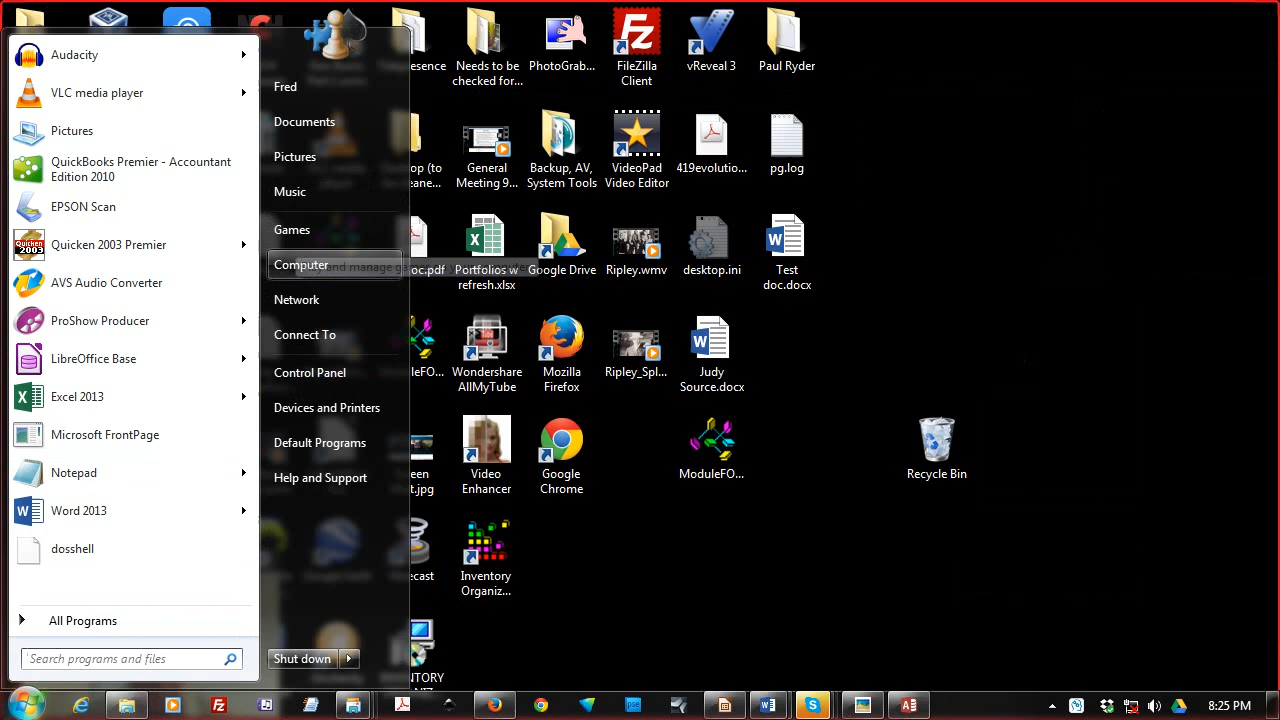 Audacity
VLC media player
Pictures
QuickBooks Premier - Accountant
Edition 2010
EPSON Scan
Quicken 2003 Premier
AVS Audio Converter
ProShow Producer
LibreOffice Base
Excel 2013
Microsoft FrontPage
Notepad
Word 2013
dosshell
All Programs
Search programs and files
Fred
Documents
Pictures
Music
Games
Computer
and manage games
Network
Connect To
Control Panel
Devices and Printers
Default Programs
Help and Support
Shut down
Needs to be
checked for...
PhotoGrab...
FileZilla
Client
vReveal 3
Paul Ryder
General
Meeting 9...
Backup, AV,
System Tools
VideoPad
Video Editor
419evolutio...
pg.log
oc.pdf
Portfolios w
refresh.xlsx
Google Drive
Ripley.wmv
desktop.ini
Test
doc.docx
Wondershare
AllMyTube
Mozilla
Firefox
Ripley_Spl...
Judy
Source.docx
Video
Enhancer
Google
Chrome
ModuleFO...
Recycle Bin
Inventory
Organiz...
8:25 PM